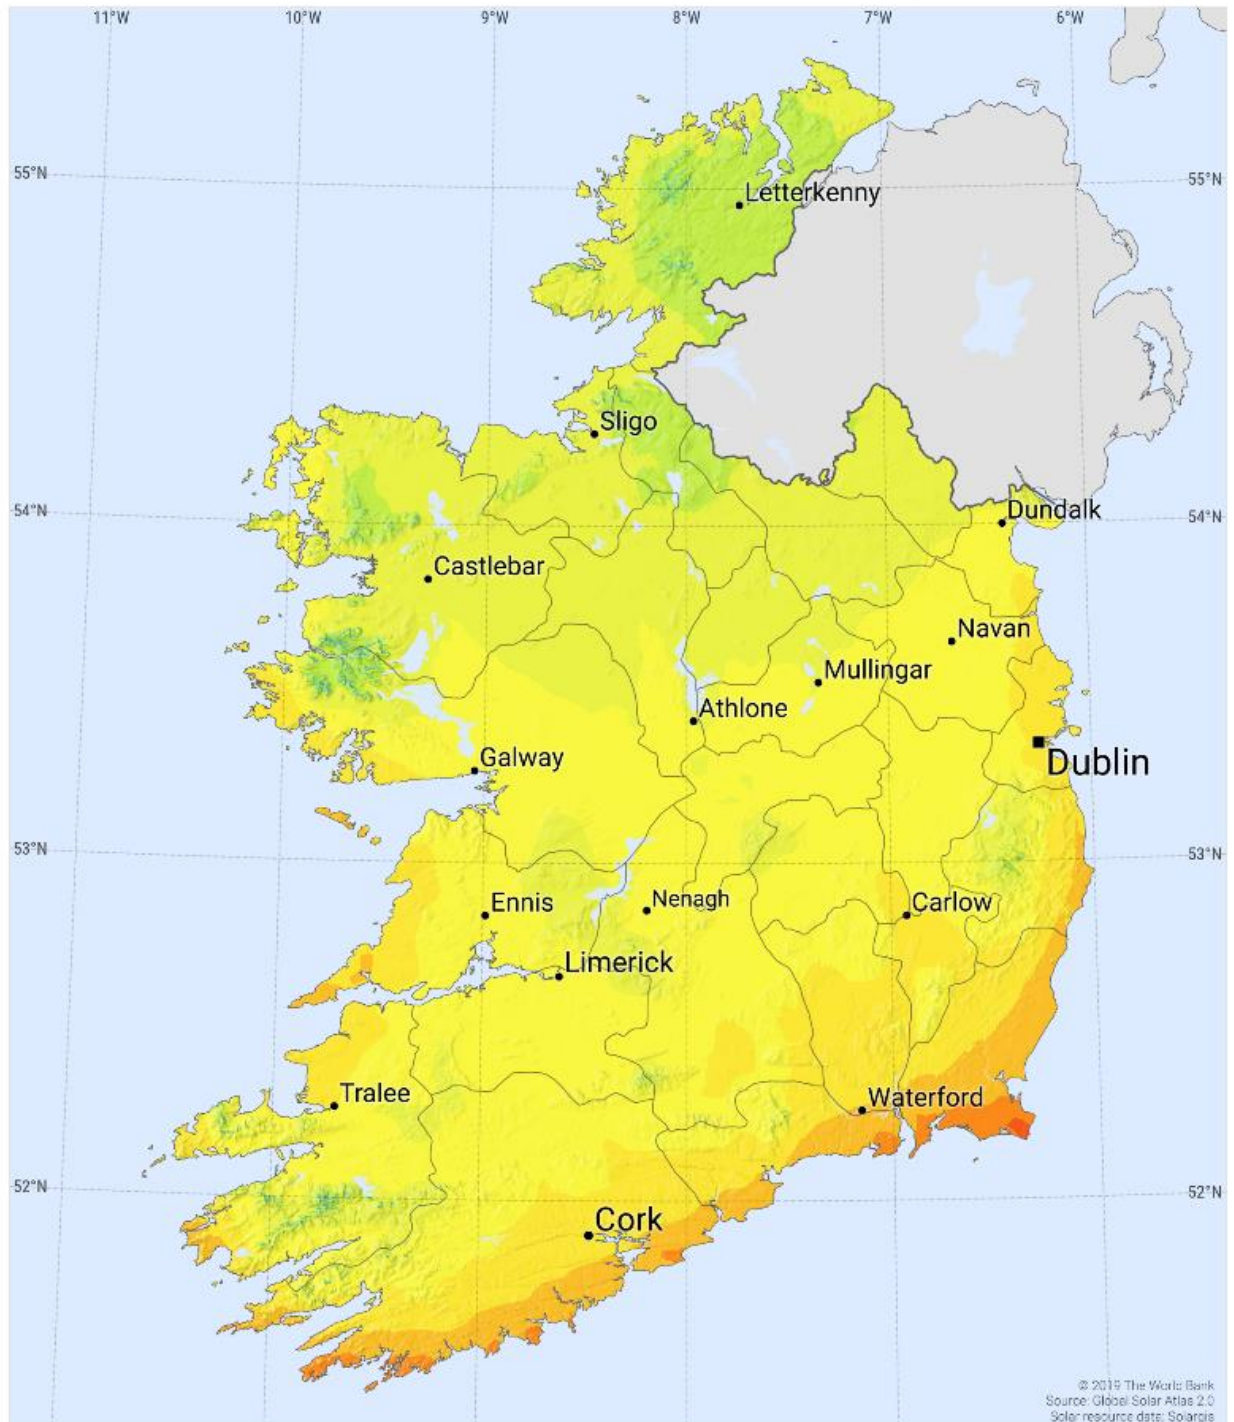 11°W 10°W 9°W 8°W 7°W 6°W
55°N 55°N
Letterkenny
Sligo
54°N Dundalk 54°N
Castlebar
Navan
Mullingar
Athlone
Galway
Dublin
53°N 53°N
Ennis Nenagh Carlow
Limerick
Tralee Waterford
52°N 52°N
Cork
© 2019 The World Bank
Source: Global Solar Atlas 2.0
Solar resource data: Solargis